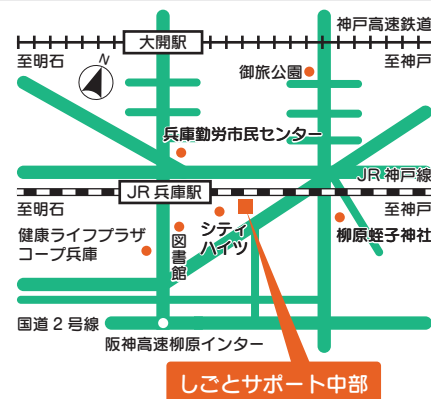 神戸高速鉄道
大開駅
至明石
N
至神戸
御旅公園
兵庫勤労市民センター
JR神戸線
JR兵庫駅
至明石
至神戸
シティ
ハイツ
柳原蛭子神社
健康ライフプラザ
コープ兵庫
図書館
国道2号線
阪神高速柳原インター
しごとサポート中部